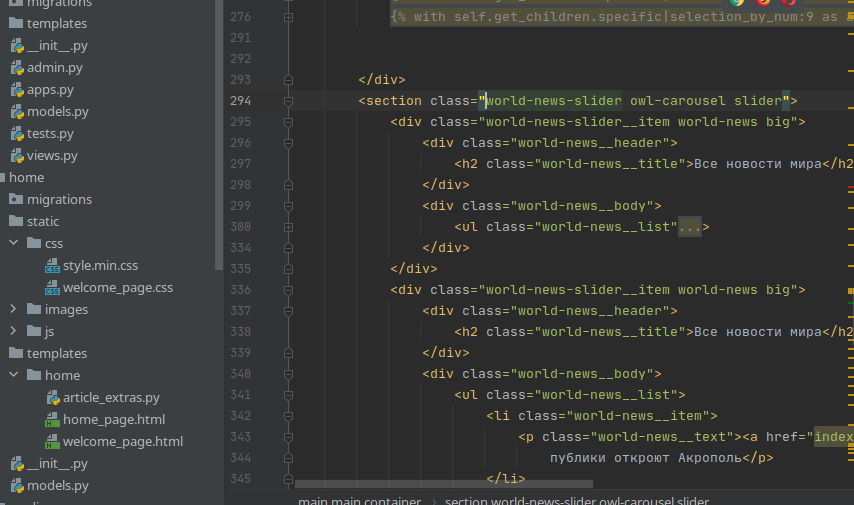 migrations
templates
__init__.py
admin.py
apps.py
models.py
tests.py
views.py
home
migrations
static
css
style.min.css
welcome_page.css
images
js
templates
home
article_extras.py
home_page.html
welcome_page.html
__init__.py
models.py
276 {% with self.get_children.specific|selection_by_num:9 as
291
292
293 </div>
294 <section class="world-news-slider owl-carousel slider">
295 <div class="world-news-slider__item world-news big">
296 <div class="world-news__header">
297 <h2 class="world-news__title">Все новости мира</h2
298 </div>
299 <div class="world-news__body">
300 <ul class="world-news__list"...>
334 </div>
335 </div>
336 <div class="world-news-slider__item world-news big">
337 <div class="world-news__header">
338 <h2 class="world-news__title">Все новости мира</h2
339 </div>
340 <div class="world-news__body">
341 <ul class="world-news__list">
342 <li class="world-news__item">
343 <p class="world-news__text"><a href="index
344 публики откроют Акрополь</p>
345 </li>
main.main.container › section.world-news-slider.owl-carousel.slider